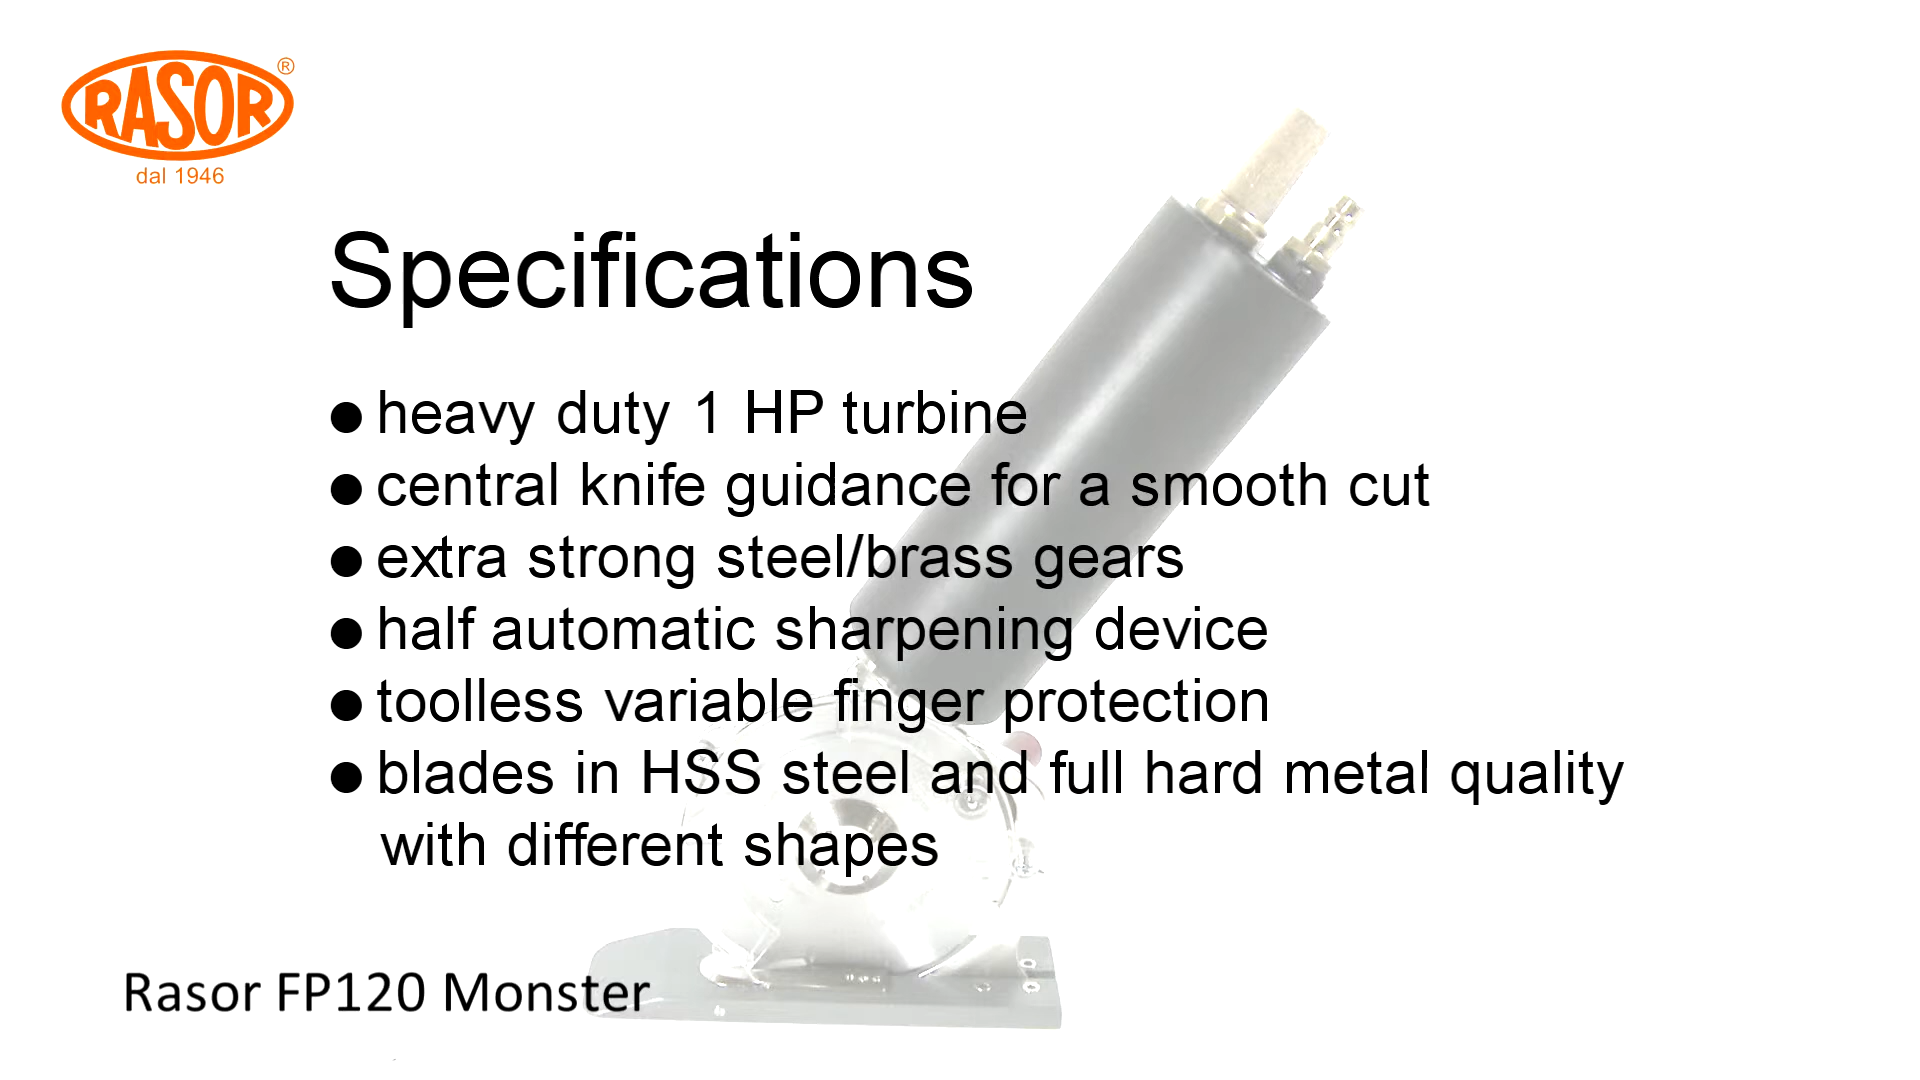 RASOR ®
dal 1946
Specifications
● heavy duty 1 HP turbine
● central knife guidance for a smooth cut
● extra strong steel/brass gears
● half automatic sharpening device
● toolless variable finger protection
● blades in HSS steel and full hard metal quality
with different shapes
Rasor FP120 Monster